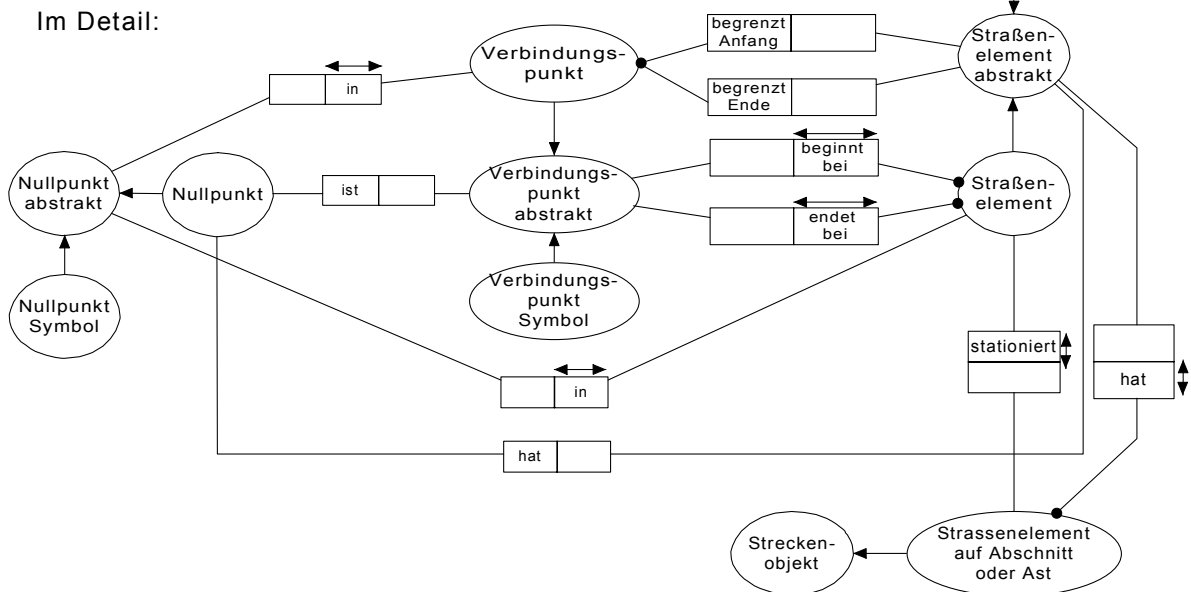 Im Detail:
begrenzt
Anfang
Straßen-
element
abstrakt
Verbindungs-
punkt
in
begrenzt
Ende
beginnt
bei
Nullpunkt
abstrakt
Nullpunkt
ist
Verbindungs-
punkt
abstrakt
Straßen-
element
endet
bei
Nullpunkt
Symbol
Verbindungs-
punkt
Symbol
stationiert
hat
in
hat
Strecken-
objekt
Strassenelement
auf Abschnitt
oder Ast